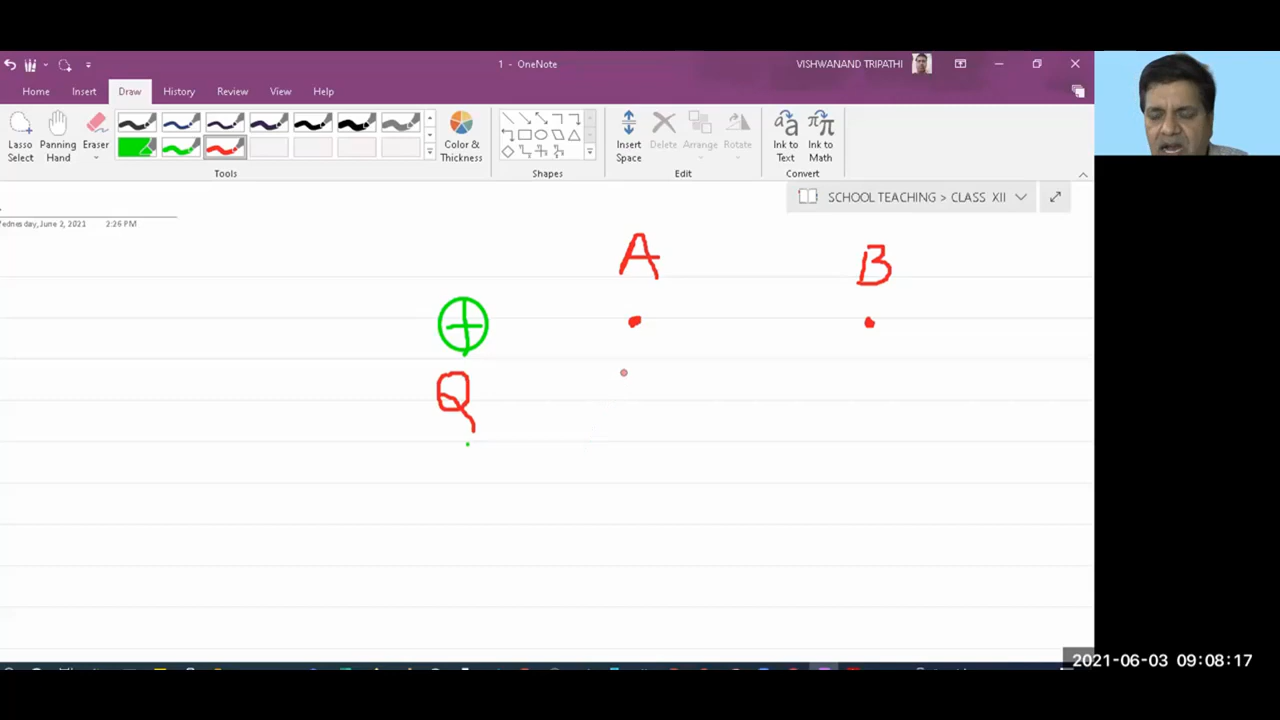 1 - OneNote
VISHWANAND TRIPATHI
Home Insert Draw History Review View Help
Lasso Select
Panning Hand
Eraser
Color & Thickness
Insert Space
Delete
Arrange
Rotate
Ink to Text
Ink to Math
Tools
Shapes
Edit
Convert
SCHOOL TEACHING > CLASS XII
Wednesday, June 2, 2021 2:26 PM
A
B
Q
2021-06-03 09:08:17